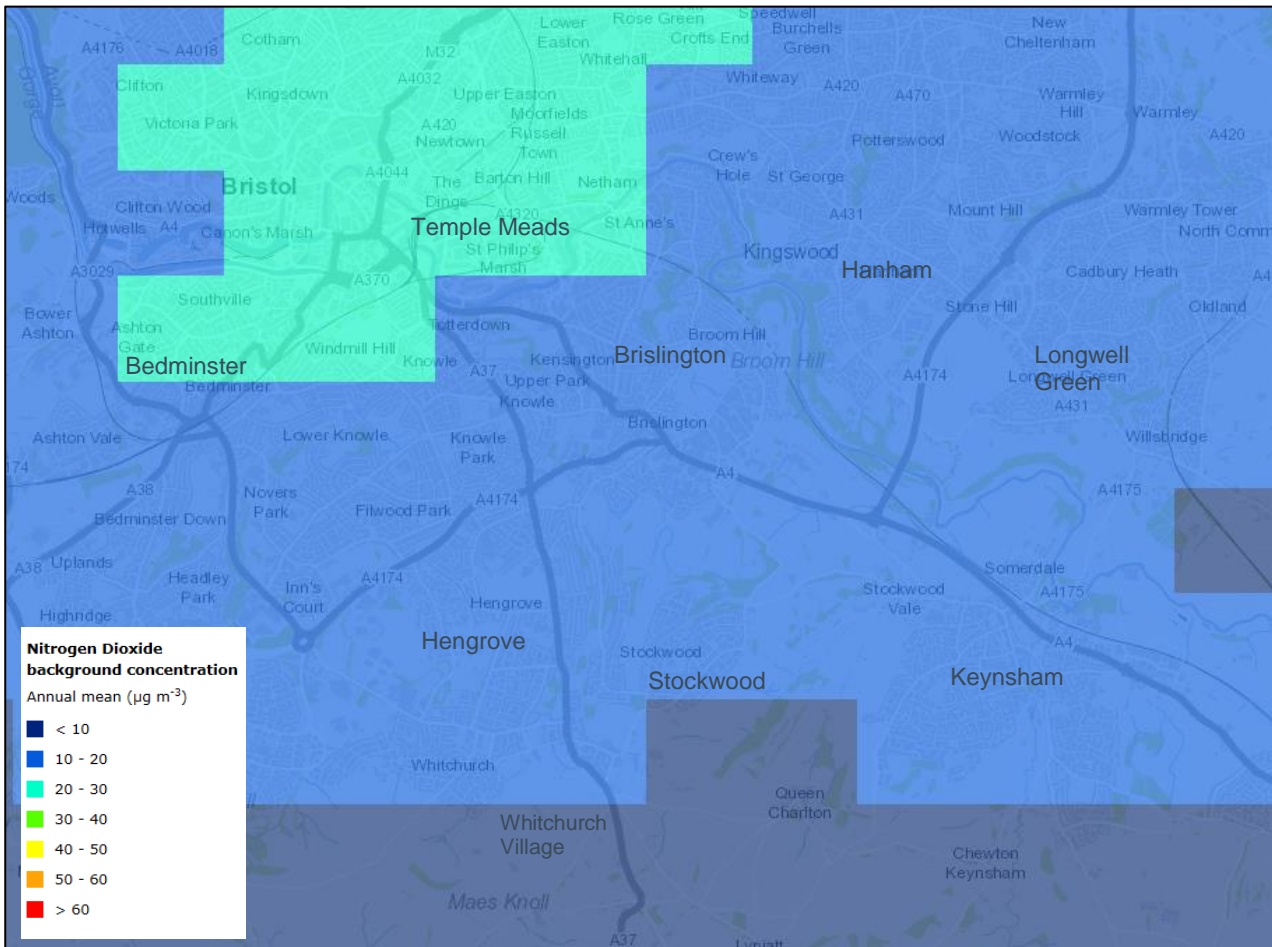 Lower
Easton
Rose Green
Crofts End
Speedwell
Burchells
Green
New
Cheltenham
A4176
A4018
Cotham
M32
Whitehall
Avon
Gorge
Clifton
Kingsdown
A4032
Upper Easton
Whiteway
A420
A470
Warmley
Hill
Warmley
Victoria Park
A420
Newtown
Moorfields
Russell
Town
Potterswood
Woodstock
A420
Woods
Bristol
A4044
The
Dings
Barton Hill
Netham
Crew's
Hole
St George
Clifton Wood
Hotwells
A4
Canon's Marsh
Temple Meads
A4320
St Anne's
A431
Mount Hill
Warmley Tower
North Comm
St Philip's
Marsh
Kingswood
Hanham
A3029
A370
Cadbury Heath
A4
Southville
Stone Hill
Oldland
Bower
Ashton
Ashton
Gate
Windmill Hill
Totterdown
Knowle
Kensington
Broom Hill
Broom Hill
Brislington
Longwell
Green
Longwell Green
Bedminster
Bedminster
A37
Upper Park
Knowle
A4174
A431
Ashton Vale
Lower Knowle
Knowle
Park
Brislington
Willsbridge
174
A38
Novers
Park
A4174
A4
A4175
Bedminster Down
Filwood Park
A38
Uplands
Headley
Park
Inn's
Court
A4174
Somerdale
Stockwood
Vale
A4175
Highridge
Hengrove
Hengrove
Stockwood
Stockwood
A4
Keynsham
Nitrogen Dioxide
background concentration
Annual mean (µg m⁻³)
< 10
10 - 20
20 - 30
30 - 40
40 - 50
50 - 60
> 60
Whitchurch
Queen
Charlton
Whitchurch
Village
Chewton
Keynsham
Maes Knoll
A37